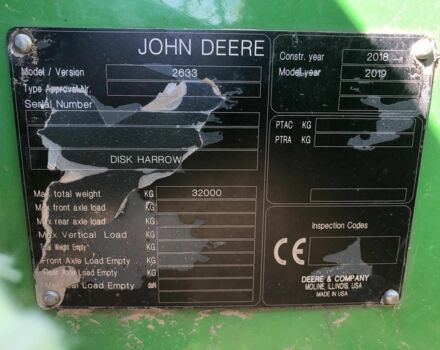 JOHN DEERE
Model / Version 2633
Type Approval Nr.
Serial Number
DISK HARROW
Max total weight KG 32000
Max front axle load KG
Max rear axle load KG
Max Vertical Load KG
Total Weight Empty KG
Front Axle Load Empty KG
Rear Axle Load Empty KG
Vertical Load Empty daN
Constr. year 2018
Model year 2019
PTAC KG
PTRA KG
Inspection Codes
CE
DEERE & COMPANY
MOLINE, ILLINOIS, USA
MADE IN USA